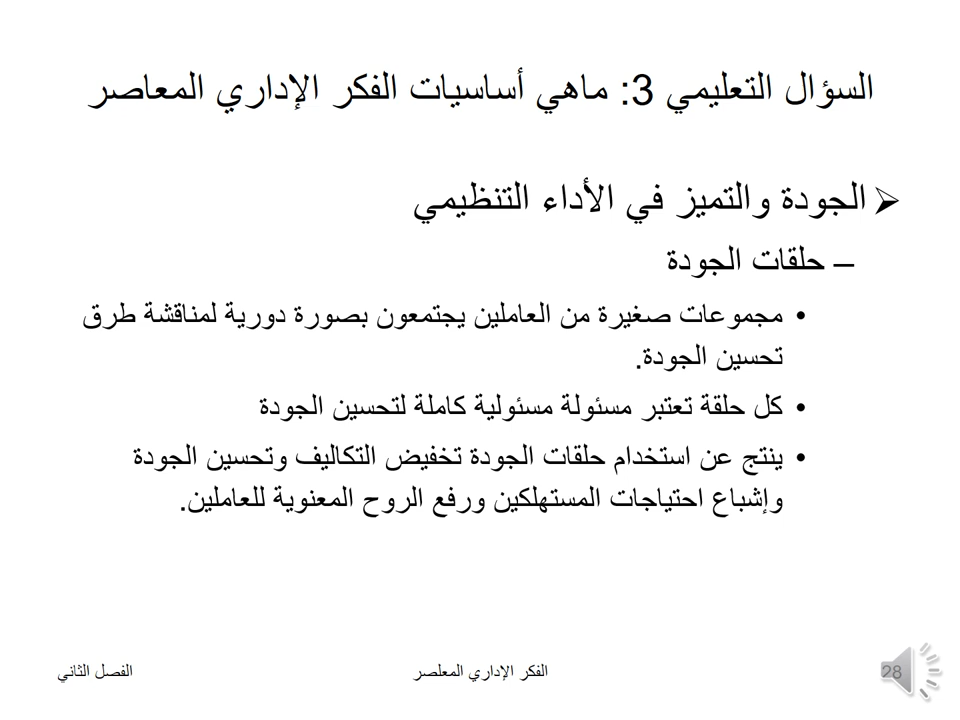 السؤال التعليمي 3: ماهي أساسيات الفكر الإداري المعاصر
➢ الجودة والتميز في الأداء التنظيمي
– حلقات الجودة
• مجموعات صغيرة من العاملين يجتمعون بصورة دورية لمناقشة طرق
تحسين الجودة.
• كل حلقة تعتبر مسئولة مسئولية كاملة لتحسين الجودة
• ينتج عن استخدام حلقات الجودة تخفيض التكاليف وتحسين الجودة
وإشباع احتياجات المستهلكين ورفع الروح المعنوية للعاملين.
28
الفكر الإداري المعلصر
الفصل الثاني